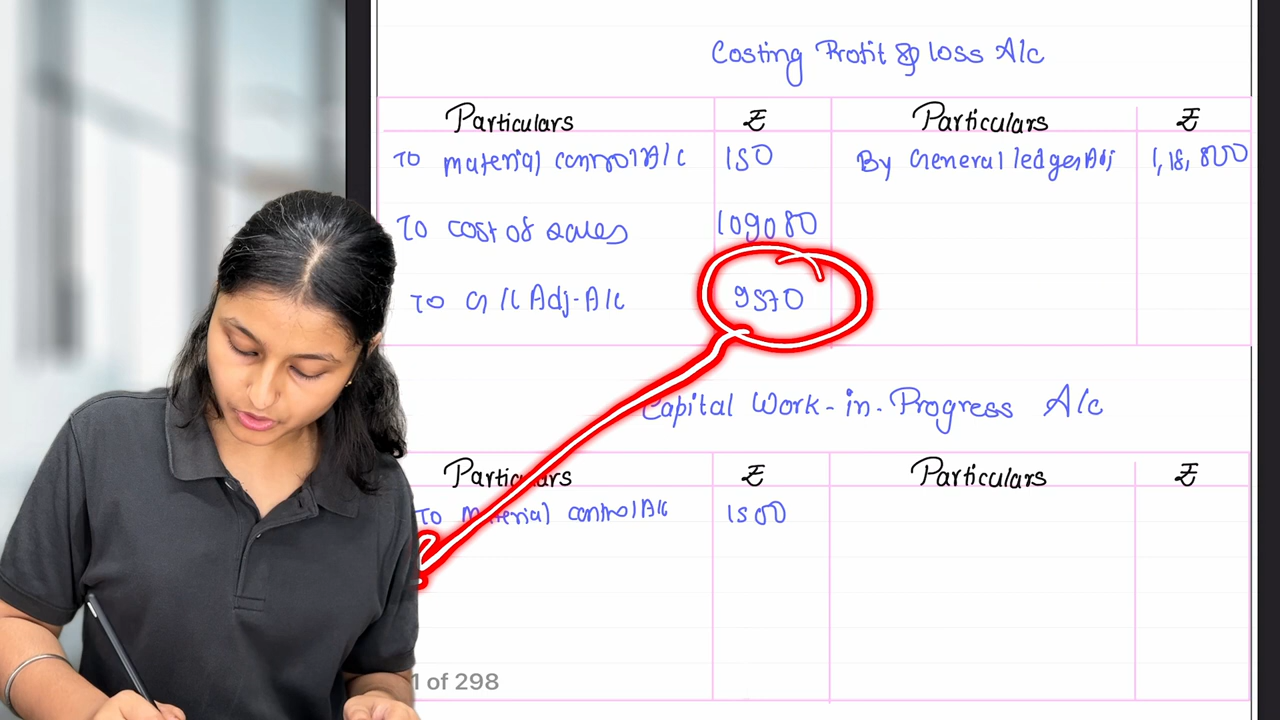 Costing Profit & loss A/c
Particulars ₹ Particulars ₹
To material control A/c 150 By General ledger Adj 1,18,800
To cost of sales 109080
To G/L Adj-A/c 9570
Capital Work-in-Progress A/c
Particulars ₹ Particulars ₹
To Material control A/c 1500
1 of 298